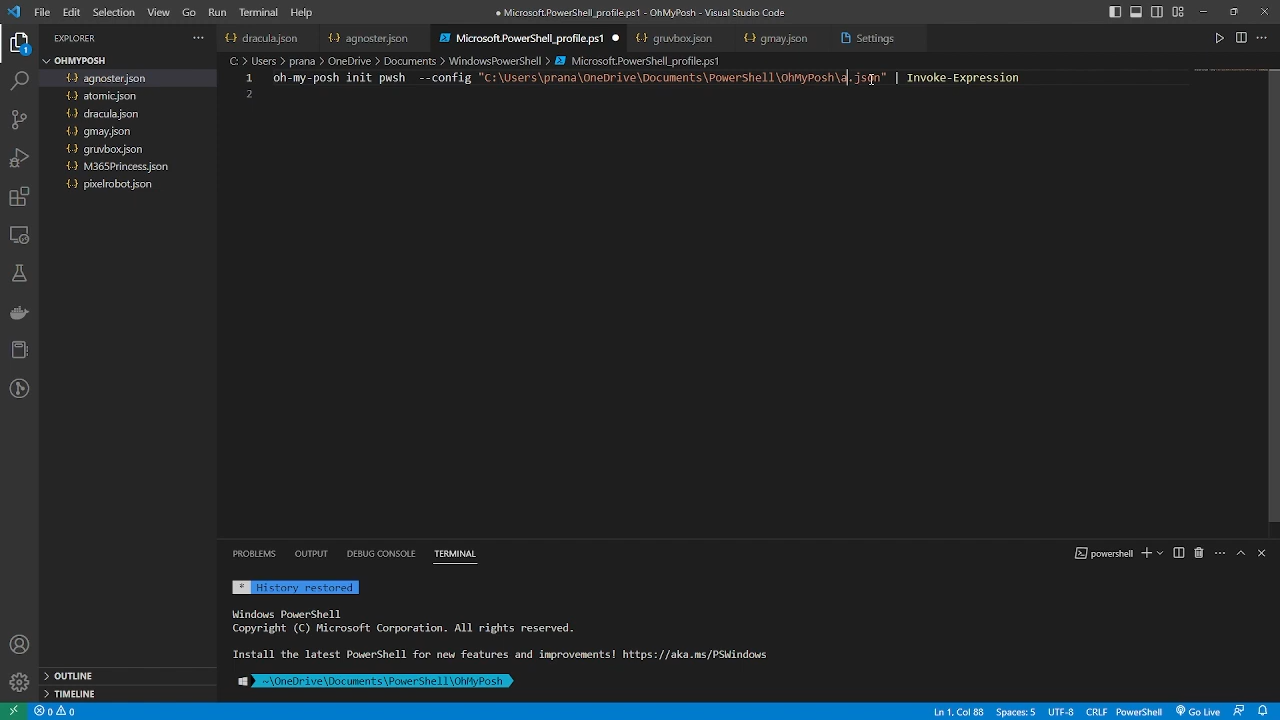 File Edit Selection View Go Run Terminal Help
● Microsoft.PowerShell_profile.ps1 - OhMyPosh - Visual Studio Code
EXPLORER
dracula.json
agnoster.json
Microsoft.PowerShell_profile.ps1
gruvbox.json
gmay.json
Settings
OHMYPOSH
C: > Users > prana > OneDrive > Documents > WindowsPowerShell > Microsoft.PowerShell_profile.ps1
agnoster.json
atomic.json
dracula.json
gmay.json
gruvbox.json
M365Princess.json
pixelrobot.json
1 oh-my-posh init pwsh --config "C:\Users\prana\OneDrive\Documents\PowerShell\OhMyPosh\a.json" | Invoke-Expression
2
1
PROBLEMS OUTPUT DEBUG CONSOLE TERMINAL
powershell
* History restored
Windows PowerShell
Copyright (C) Microsoft Corporation. All rights reserved.
Install the latest PowerShell for new features and improvements! https://aka.ms/PSWindows
~\OneDrive\Documents\PowerShell\OhMyPosh
OUTLINE
TIMELINE
0 0
Ln 1, Col 88 Spaces: 5 UTF-8 CRLF PowerShell Go Live